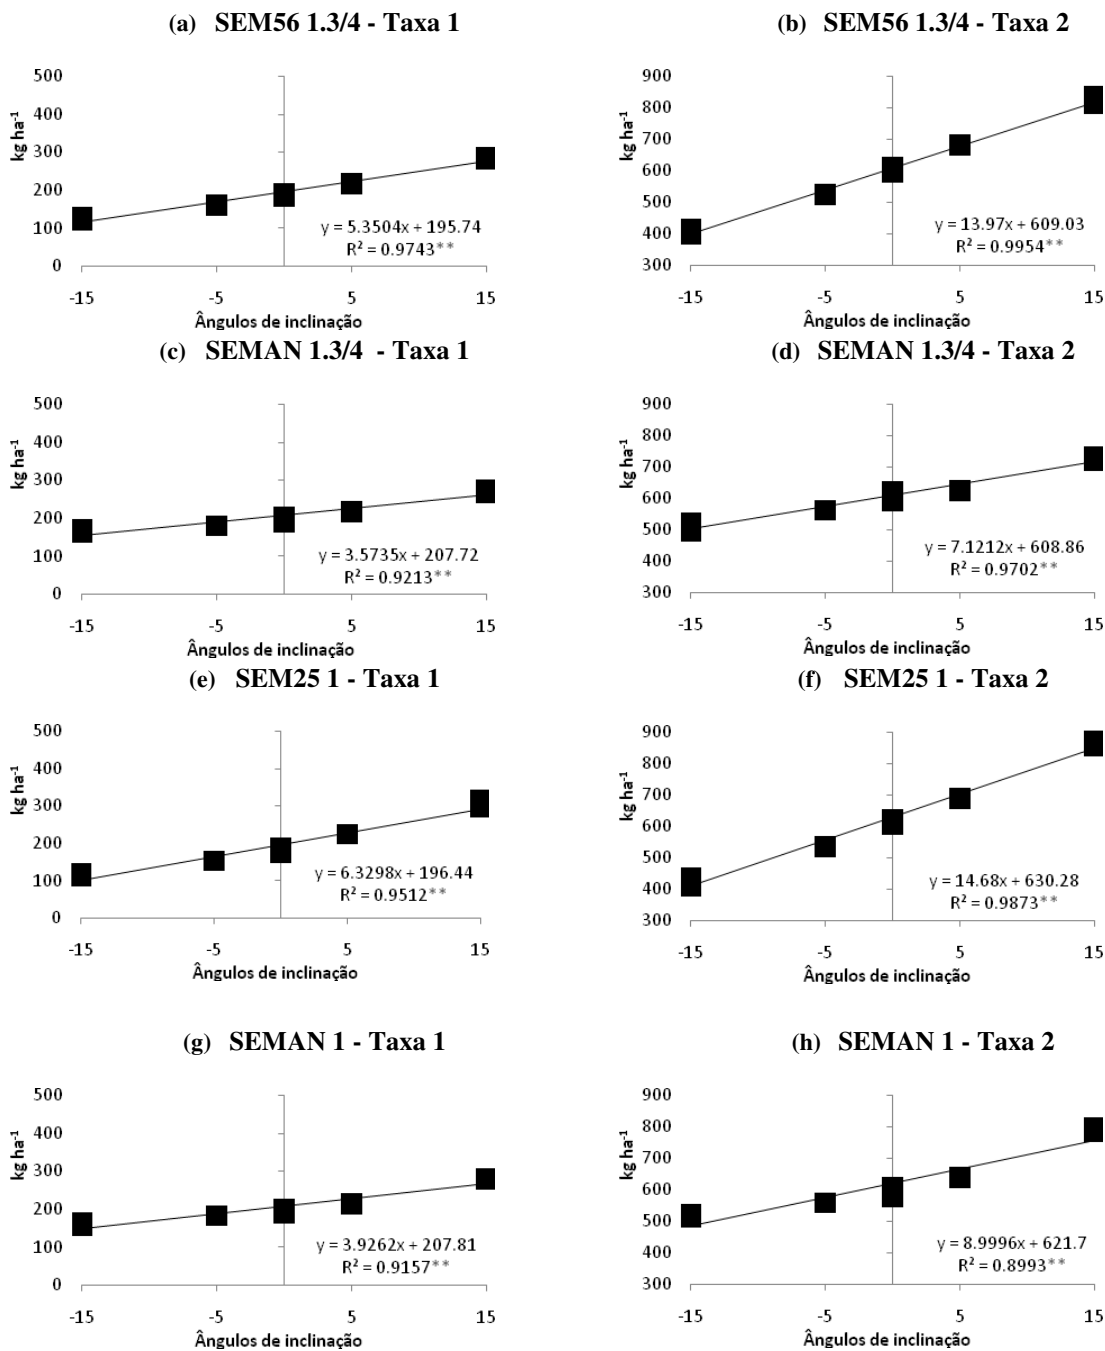 (a) SEM56 1.3/4 - Taxa 1
500
400
300
200
100
0
kg ha⁻¹
y = 5.3504x + 195.74
R² = 0.9743**
-15 -5 5 15
Ângulos de inclinação
(b) SEM56 1.3/4 - Taxa 2
900
800
700
600
500
400
300
kg ha⁻¹
y = 13.97x + 609.03
R² = 0.9954**
-15 -5 5 15
Ângulos de inclinação
(c) SEMAN 1.3/4 - Taxa 1
500
400
300
200
100
0
kg ha⁻¹
y = 3.5735x + 207.72
R² = 0.9213**
-15 -5 5 15
Ângulos de inclinação
(d) SEMAN 1.3/4 - Taxa 2
900
800
700
600
500
400
300
kg ha⁻¹
y = 7.1212x + 608.86
R² = 0.9702**
-15 -5 5 15
Ângulos de inclinação
(e) SEM25 1 - Taxa 1
500
400
300
200
100
0
kg ha⁻¹
y = 6.3298x + 196.44
R² = 0.9512**
-15 -5 5 15
Ângulos de inclinação
(f) SEM25 1 - Taxa 2
900
800
700
600
500
400
300
kg ha⁻¹
y = 14.68x + 630.28
R² = 0.9873**
-15 -5 5 15
Ângulos de inclinação
(g) SEMAN 1 - Taxa 1
500
400
300
200
100
0
kg ha⁻¹
y = 3.9262x + 207.81
R² = 0.9157**
-15 -5 5 15
Ângulos de inclinação
(h) SEMAN 1 - Taxa 2
900
800
700
600
500
400
300
kg ha⁻¹
y = 8.9996x + 621.7
R² = 0.8993**
-15 -5 5 15
Ângulos de inclinação